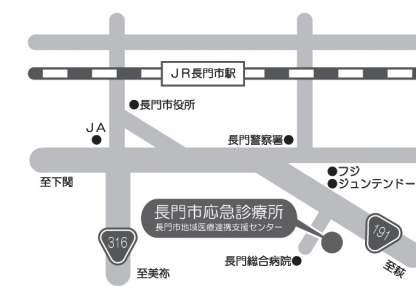 JR長門市駅
●長門市役所
JA
●
長門警察署●
●フジ
●ジュンテンドー
至下関
長門市応急診療所
長門市地域医療連携支援センター
316
191
長門総合病院●
至美祢
至萩